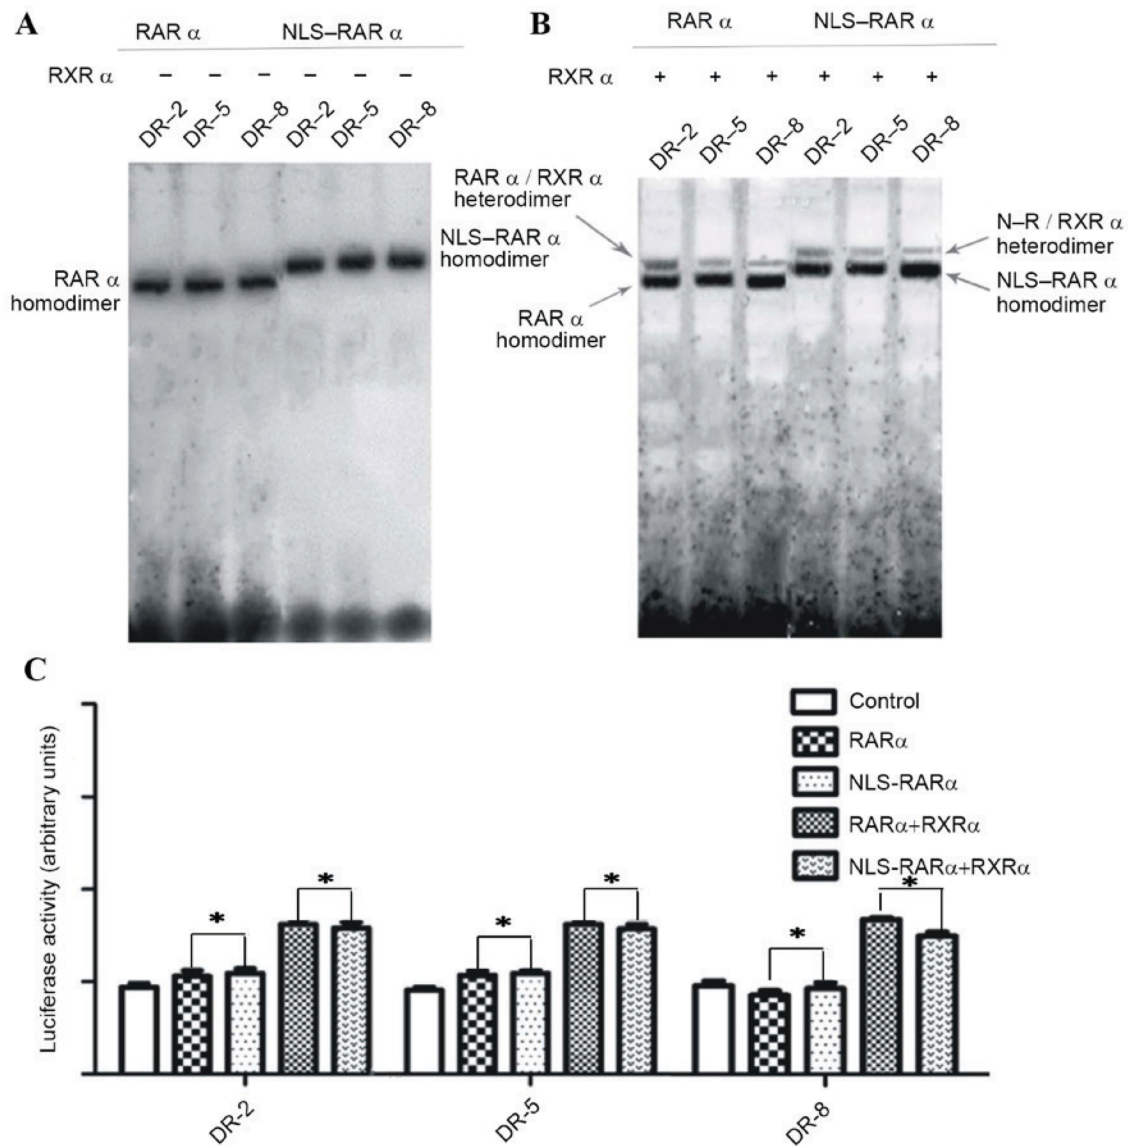 A
RAR α NLS–RAR α
RXR α – – – – – –
DR–2 DR–5 DR–8 DR–2 DR–5 DR–8
RAR α
homodimer
NLS–RAR α
homodimer
B
RAR α NLS–RAR α
RXR α + + + + + +
DR–2 DR–5 DR–8 DR–2 DR–5 DR–8
RAR α / RXR α
heterodimer
RAR α
homodimer
N–R / RXR α
heterodimer
NLS–RAR α
homodimer
C
Luciferase activity (arbitrary units)
Control
RARα
NLS-RARα
RARα+RXRα
NLS-RARα+RXRα
* * * * * *
DR–2 DR–5 DR–8